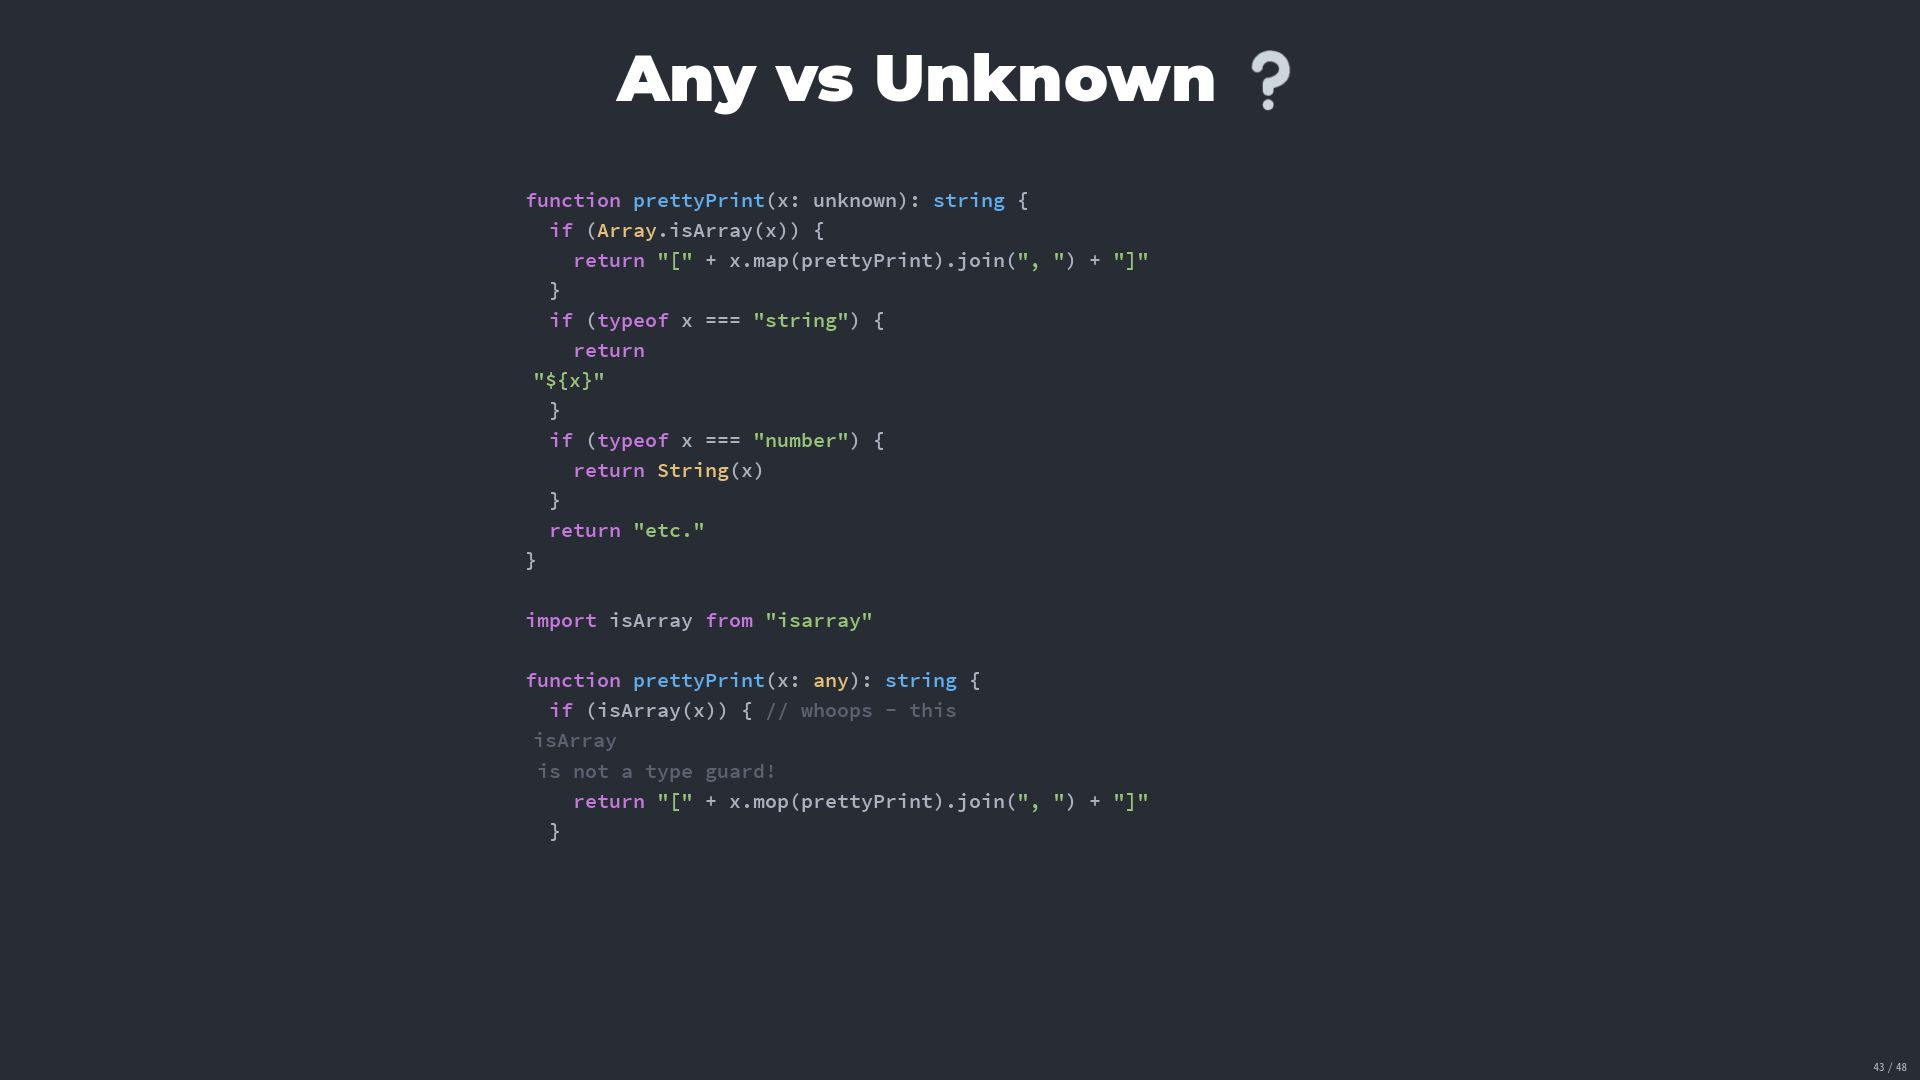 Any vs Unknown ❔
function prettyPrint(x: unknown): string {
  if (Array.isArray(x)) {
    return "[" + x.map(prettyPrint).join(", ") + "]"
  }
  if (typeof x === "string") {
    return
"${x}"
  }
  if (typeof x === "number") {
    return String(x)
  }
  return "etc."
}
import isArray from "isarray"
function prettyPrint(x: any): string {
  if (isArray(x)) { // whoops - this
isArray
 is not a type guard!
    return "[" + x.mop(prettyPrint).join(", ") + "]"
  }
43 / 48